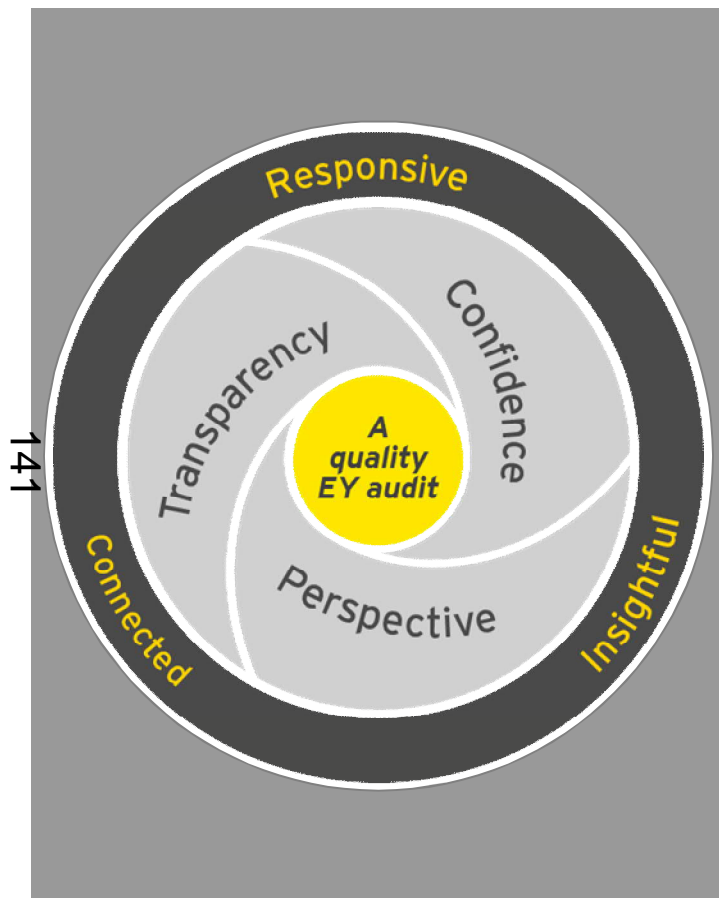 Responsive
Confidence
Transparency
A
quality
EY audit
Perspective
Connected
Insightful
141